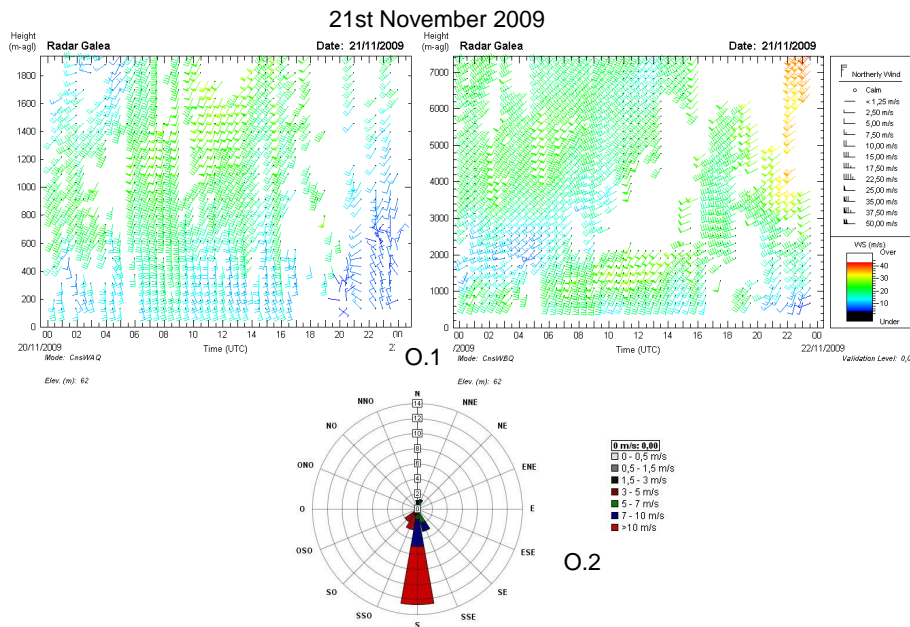 21st November 2009
Height
(m-agl)
Radar Galea
Date: 21/11/2009
1800
1600
1400
1200
1000
800
600
400
200
0
00 02 04 06 08 10 12 14 16 18 20 22 00
20/11/2009
Time (UTC)
2?
Mode: CnsWAQ
Elev. (m): 62
Height
(m-agl)
Radar Galea
Date: 21/11/2009
7000
6000
5000
4000
3000
2000
1000
0
00 02 04 06 08 10 12 14 16 18 20 22 00
/2009
Time (UTC)
22/11/2009
Mode: CnsWBQ
Validation Level: 0,0
Elev. (m): 62
Northerly Wind
Calm
< 1,25 m/s
2,50 m/s
5,00 m/s
7,50 m/s
10,00 m/s
15,00 m/s
17,50 m/s
22,50 m/s
25,00 m/s
35,00 m/s
37,50 m/s
50,00 m/s
WS (m/s)
Over
40
30
20
10
Under
O.1
N
NNE
NE
ENE
E
ESE
SE
SSE
S
SSO
SO
OSO
O
ONO
NO
NNO
14
12
10
8
6
4
2
0
0 m/s: 0,00
0 - 0,5 m/s
0,5 - 1,5 m/s
1,5 - 3 m/s
3 - 5 m/s
5 - 7 m/s
7 - 10 m/s
>10 m/s
O.2